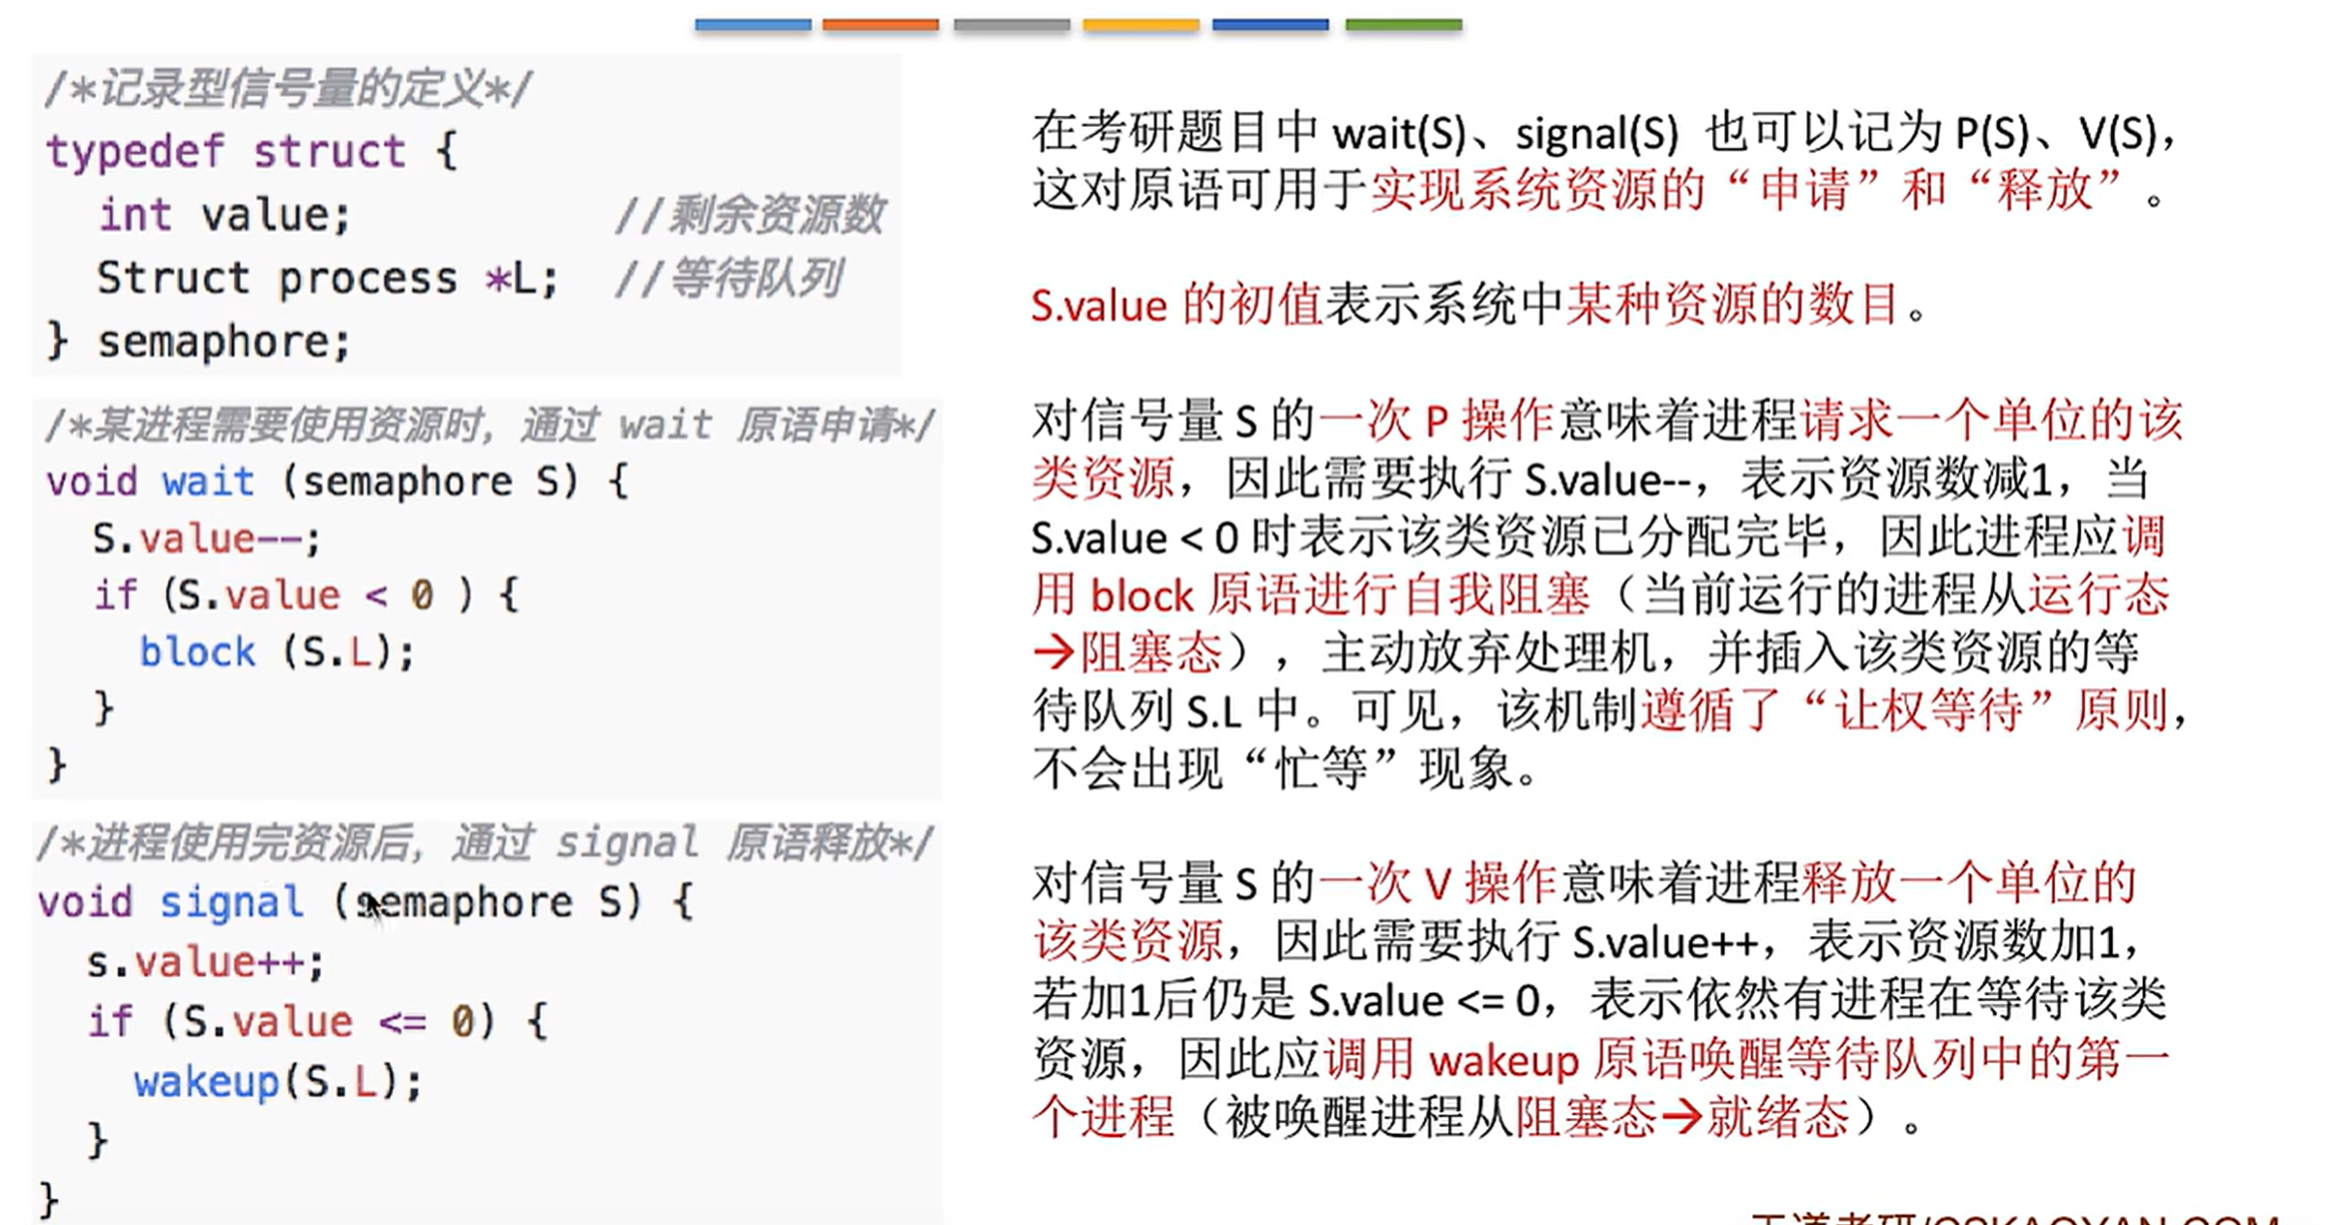 /*记录型信号量的定义*/
typedef struct {
int value; //剩余资源数
Struct process *L; //等待队列
} semaphore;
/*某进程需要使用资源时，通过 wait 原语申请*/
void wait (semaphore S) {
S.value--;
if (S.value < 0 ) {
block (S.L);
}
}
/*进程使用完资源后，通过 signal 原语释放*/
void signal (semaphore S) {
s.value++;
if (S.value <= 0) {
wakeup(S.L);
}
}
在考研题目中 wait(S)、signal(S) 也可以记为 P(S)、V(S)，
这对原语可用于实现系统资源的“申请”和“释放”。
S.value 的初值表示系统中某种资源的数目。
对信号量 S 的一次 P 操作意味着进程请求一个单位的该
类资源，因此需要执行 S.value--，表示资源数减1，当
S.value < 0 时表示该类资源已分配完毕，因此进程应调
用 block 原语进行自我阻塞（当前运行的进程从运行态
→阻塞态），主动放弃处理机，并插入该类资源的等
待队列 S.L 中。可见，该机制遵循了“让权等待”原则，
不会出现“忙等”现象。
对信号量 S 的一次 V 操作意味着进程释放一个单位的
该类资源，因此需要执行 S.value++，表示资源数加1，
若加1后仍是 S.value <= 0，表示依然有进程在等待该类
资源，因此应调用 wakeup 原语唤醒等待队列中的第一
个进程（被唤醒进程从阻塞态→就绪态）。
王道考研/CSKAOYAN.COM